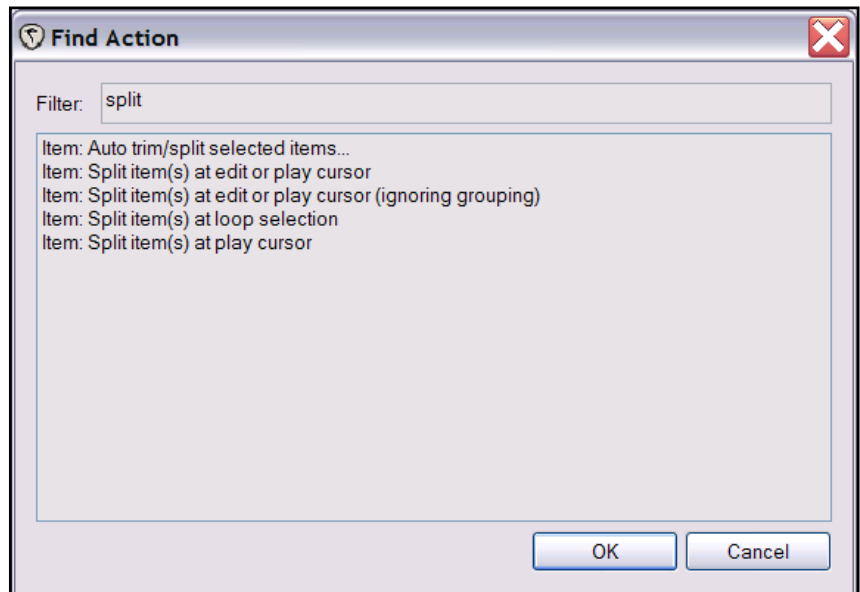 Find Action
Filter: split
Item: Auto trim/split selected items...
Item: Split item(s) at edit or play cursor
Item: Split item(s) at edit or play cursor (ignoring grouping)
Item: Split item(s) at loop selection
Item: Split item(s) at play cursor
OK Cancel